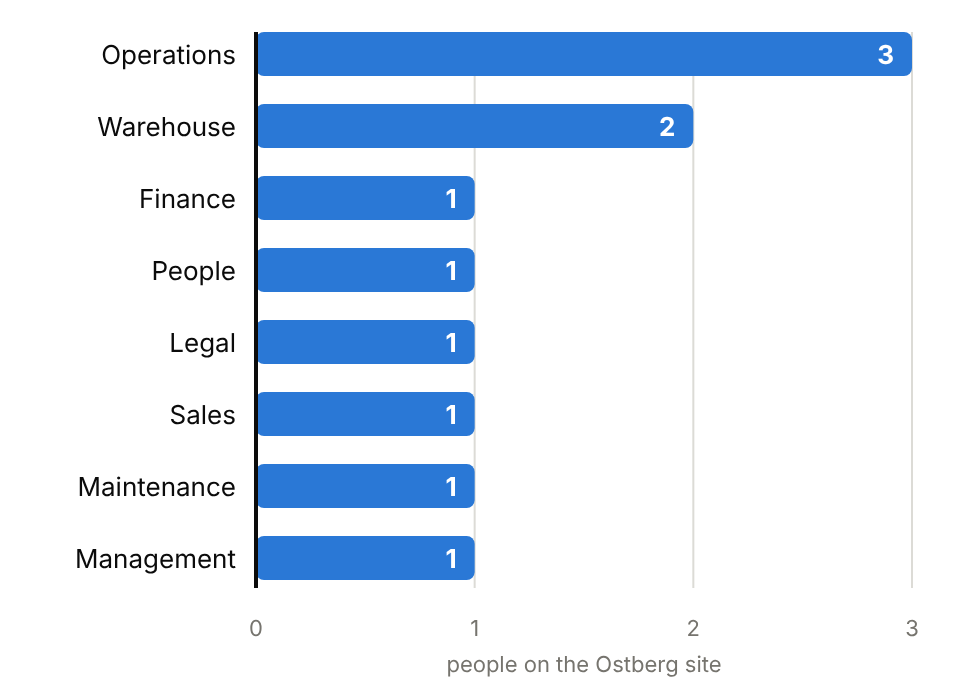 Operations 3
Warehouse 2
Finance 1
People 1
Legal 1
Sales 1
Maintenance 1
Management 1
0 1 2 3
people on the Ostberg site